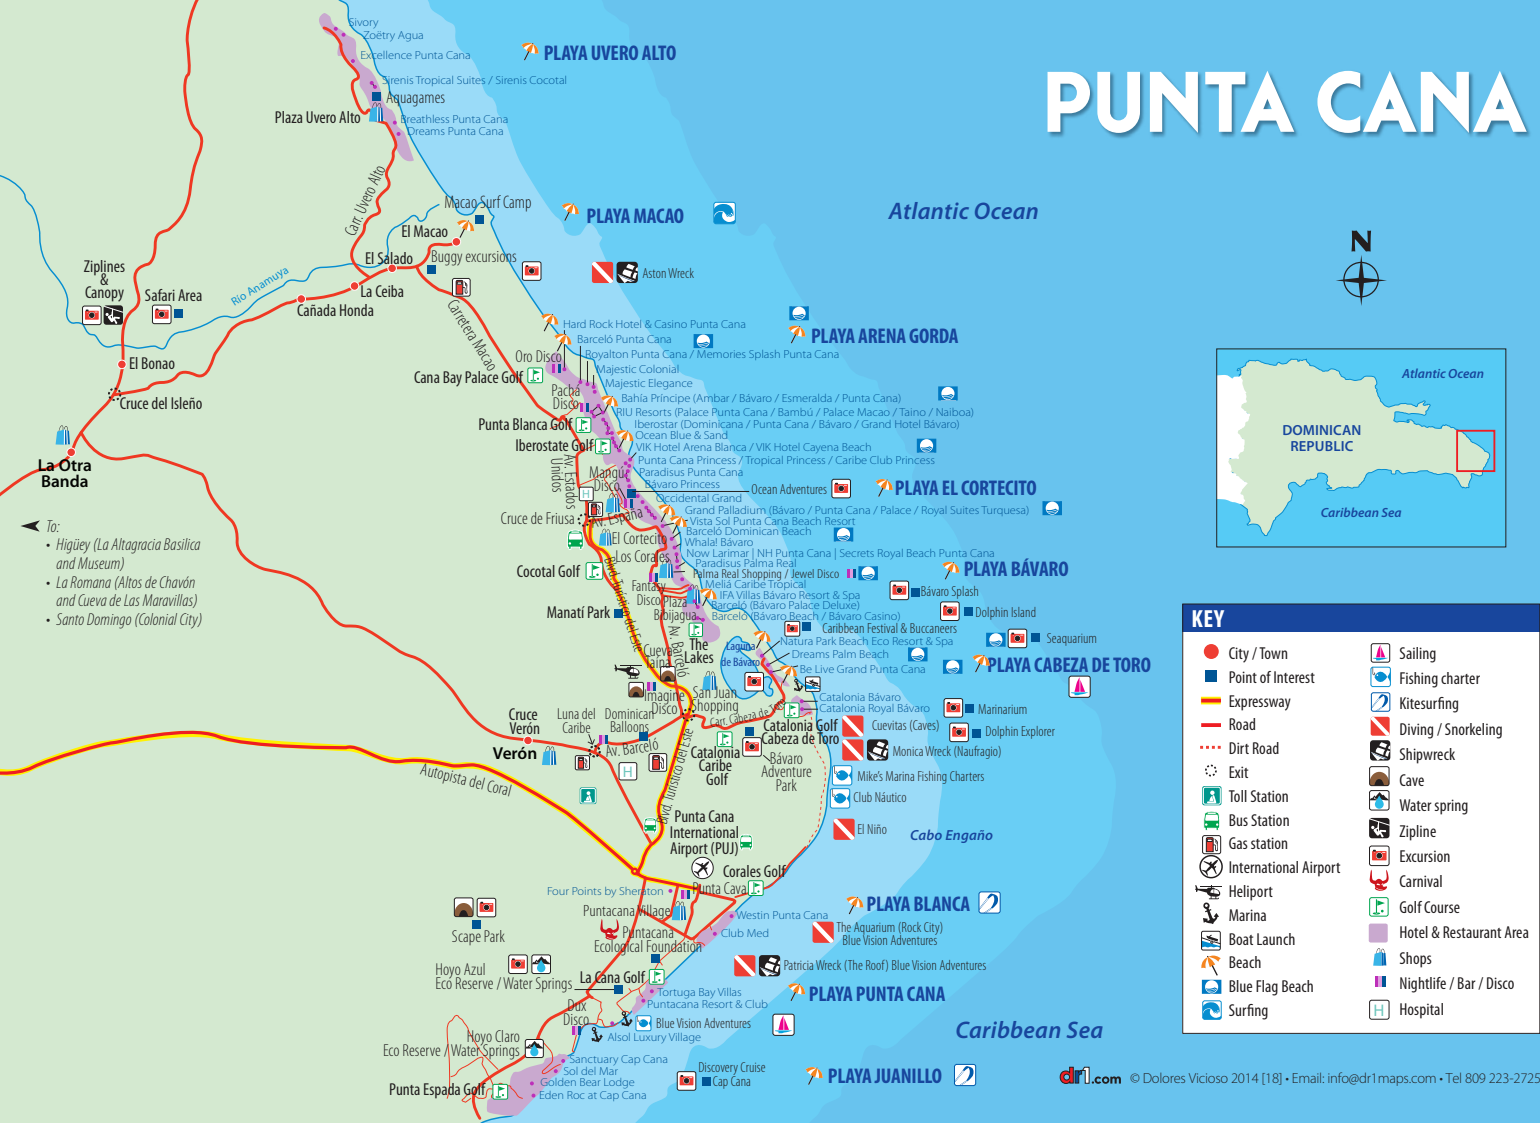 PUNTA CANA
Sivory
Zoëtry Agua
Excellence Punta Cana
PLAYA UVERO ALTO
Sirenis Tropical Suites / Sirenis Cocotal
Aquagames
Plaza Uvero Alto
Breathless Punta Cana
Dreams Punta Cana
Carr. Uvero Alto
Macao Surf Camp
PLAYA MACAO
Atlantic Ocean
El Macao
El Salado
Buggy excursions
Aston Wreck
N
Ziplines
&
Canopy
Safari Area
Rio Anamuya
La Ceiba
Cañada Honda
Carretera Macao
Hard Rock Hotel & Casino Punta Cana
Barceló Punta Cana
PLAYA ARENA GORDA
Oro Disco
Royalton Punta Cana / Memories Splash Punta Cana
El Bonao
Cana Bay Palace Golf
Majestic Colonial
Majestic Elegance
Pacha
Disco
Bahía Príncipe (Ambar / Bávaro / Esmeralda / Punta Cana)
Cruce del Isleño
RIU Resorts (Palace Punta Cana / Bambú / Palace Macao / Taino / Naiboa)
Punta Blanca Golf
Iberostar (Dominicana / Punta Cana / Bávaro / Grand Hotel Bávaro)
Ocean Blue & Sand
Iberostate Golf
VIK Hotel Arena Blanca / VIK Hotel Cayena Beach
Punta Cana Princess / Tropical Princess / Caribe Club Princess
La Otra
Banda
Av. Estados
Unidos
Mangú
Disco
Paradisus Punta Cana
Bávaro Princess
Ocean Adventures
PLAYA EL CORTECITO
Occidental Grand
Grand Palladium (Bávaro / Punta Cana / Palace / Royal Suites Turquesa)
Cruce de Friusa
Av. España
Vista Sol Punta Cana Beach Resort
Barceló Dominican Beach
El Cortecito
Whala! Bávaro
Los Corales
Now Larimar | NH Punta Cana | Secrets Royal Beach Punta Cana
Paradisus Palma Real
Cocotal Golf
Palma Real Shopping / Jewel Disco
PLAYA BÁVARO
Fantasy
Disco
Meliá Caribe Tropical
IFA Villas Bávaro Resort & Spa
Bávaro Splash
Plaza
Bibijagua
Barceló (Bávaro Palace Deluxe)
Barceló (Bávaro Beach / Bávaro Casino)
Dolphin Island
Manatí Park
Blvd. Turístico del Este
Av. Barceló
Caribbean Festival & Buccaneers
The
Lakes
Laguna
de Bávaro
Natura Park Beach Eco Resort & Spa
Seaquarium
Dreams Palm Beach
Be Live Grand Punta Cana
PLAYA CABEZA DE TORO
Cueva
Taína
Imagine
Disco
San Juan
Shopping
Catalonia Bávaro
Catalonia Royal Bávaro
Marinarium
Carr. Cabeza de Toro
Cruce
Verón
Luna del
Caribe
Dominican
Balloons
Catalonia Golf
Cabeza de Toro
Cuevitas (Caves)
Dolphin Explorer
Verón
Av. Barceló
Catalonia
Caribe
Golf
Bávaro
Adventure
Park
Monica Wreck (Naufragio)
Mike's Marina Fishing Charters
Club Náutico
Autopista del Coral
Blvd. Turístico del Este
Punta Cana
International
Airport (PUJ)
El Niño
Cabo Engaño
Corales Golf
Four Points by Sheraton
Punta Cava
Puntacana Village
Westin Punta Cana
PLAYA BLANCA
Club Med
The Aquarium (Rock City)
Blue Vision Adventures
Puntacana
Ecological Foundation
Scape Park
Patricia Wreck (The Roof) Blue Vision Adventures
Hoyo Azul
Eco Reserve / Water Springs
La Cana Golf
Tortuga Bay Villas
Puntacana Resort & Club
PLAYA PUNTA CANA
Dux
Disco
Blue Vision Adventures
Alsol Luxury Village
Caribbean Sea
Hoyo Claro
Eco Reserve / Water Springs
Sanctuary Cap Cana
Sol del Mar
Golden Bear Lodge
Eden Roc at Cap Cana
Punta Espada Golf
Discovery Cruise
Cap Cana
PLAYA JUANILLO
To:
• Higüey (La Altagracia Basilica
and Museum)
• La Romana (Altos de Chavón
and Cueva de Las Maravillas)
• Santo Domingo (Colonial City)
Atlantic Ocean
DOMINICAN
REPUBLIC
Caribbean Sea
KEY
City / Town
Point of Interest
Expressway
Road
Dirt Road
Exit
Toll Station
Bus Station
Gas station
International Airport
Heliport
Marina
Boat Launch
Beach
Blue Flag Beach
Surfing
Sailing
Fishing charter
Kitesurfing
Diving / Snorkeling
Shipwreck
Cave
Water spring
Zipline
Excursion
Carnival
Golf Course
Hotel & Restaurant Area
Shops
Nightlife / Bar / Disco
H Hospital
H
H
dr1.com © Dolores Vicioso 2014 [18] • Email: info@dr1maps.com • Tel 809 223-2725